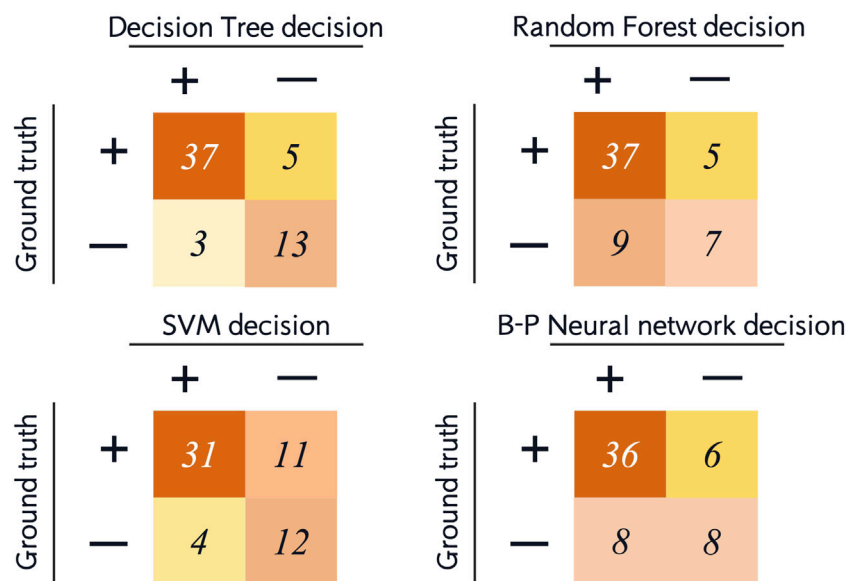 Decision Tree decision
+ —
Ground truth
+ 37 5
— 3 13
Random Forest decision
+ —
Ground truth
+ 37 5
— 9 7
SVM decision
+ —
Ground truth
+ 31 11
— 4 12
B-P Neural network decision
+ —
Ground truth
+ 36 6
— 8 8